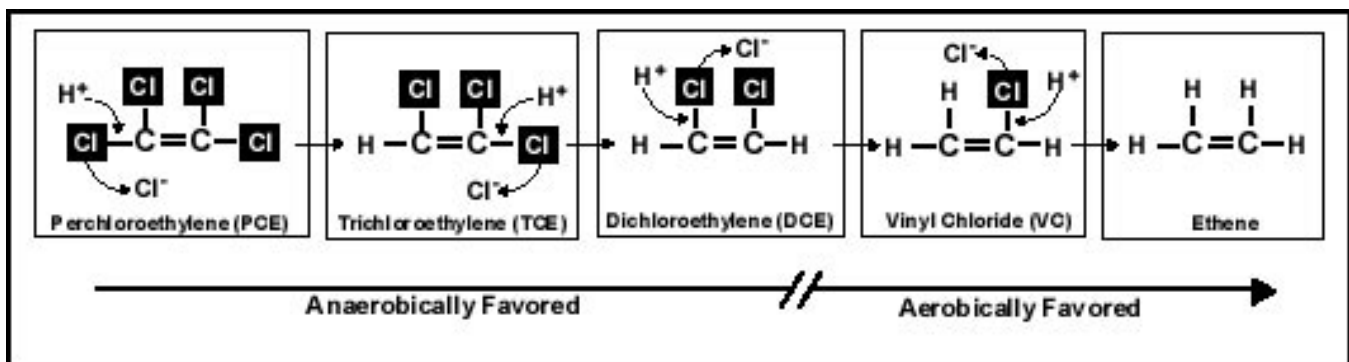 Cl Cl
H⁺
Cl C=C Cl
Cl⁻
Perchloroethylene (PCE)
Cl Cl
H⁺
H C=C Cl
Cl⁻
Trichloroethylene (TCE)
Cl⁻
H⁺ Cl Cl
H C=C H
Dichloroethylene (DCE)
Cl⁻
H Cl H⁺
H C=C H
Vinyl Chloride (VC)
H H
H C=C H
Ethene
Anaerobically Favored
Aerobically Favored